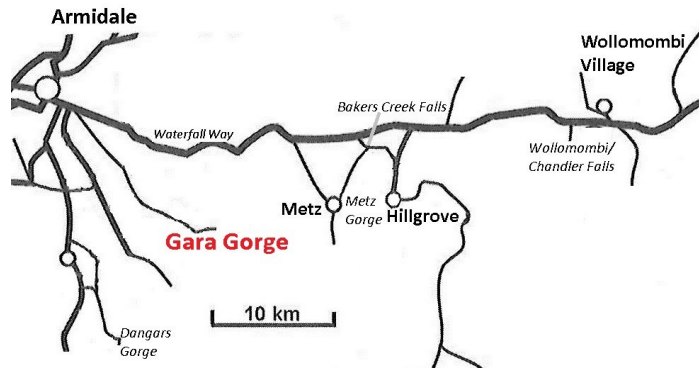 Armidale
Wollomombi
Village
Bakers Creek Falls
Waterfall Way
Wollomombi/
Chandler Falls
Metz
Metz
Gorge
Hillgrove
Gara Gorge
10 km
Dangars
Gorge